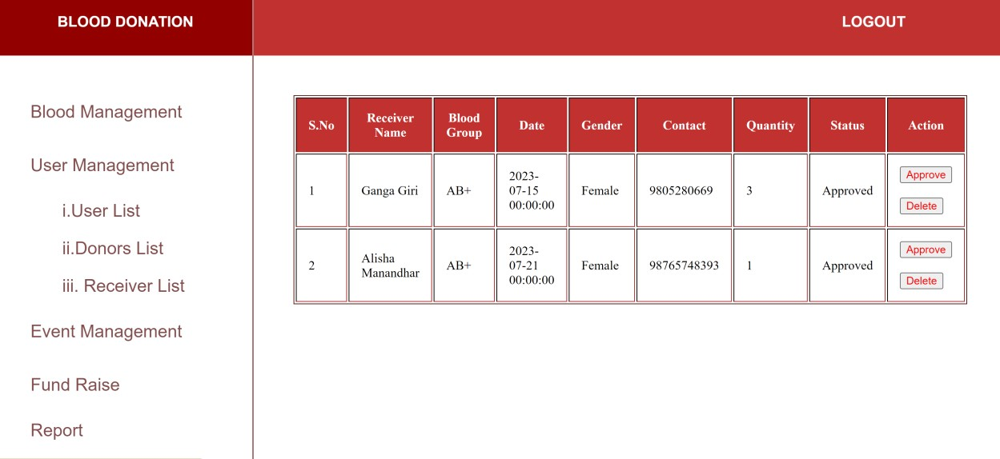 BLOOD DONATION
LOGOUT
Blood Management
User Management
i.User List
ii.Donors List
iii. Receiver List
Event Management
Fund Raise
Report
S.No
Receiver
Name
Blood
Group
Date
Gender
Contact
Quantity
Status
Action
1
Ganga Giri
AB+
2023-
07-15
00:00:00
Female
9805280669
3
Approved
Approve
Delete
2
Alisha
Manandhar
AB+
2023-
07-21
00:00:00
Female
98765748393
1
Approved
Approve
Delete